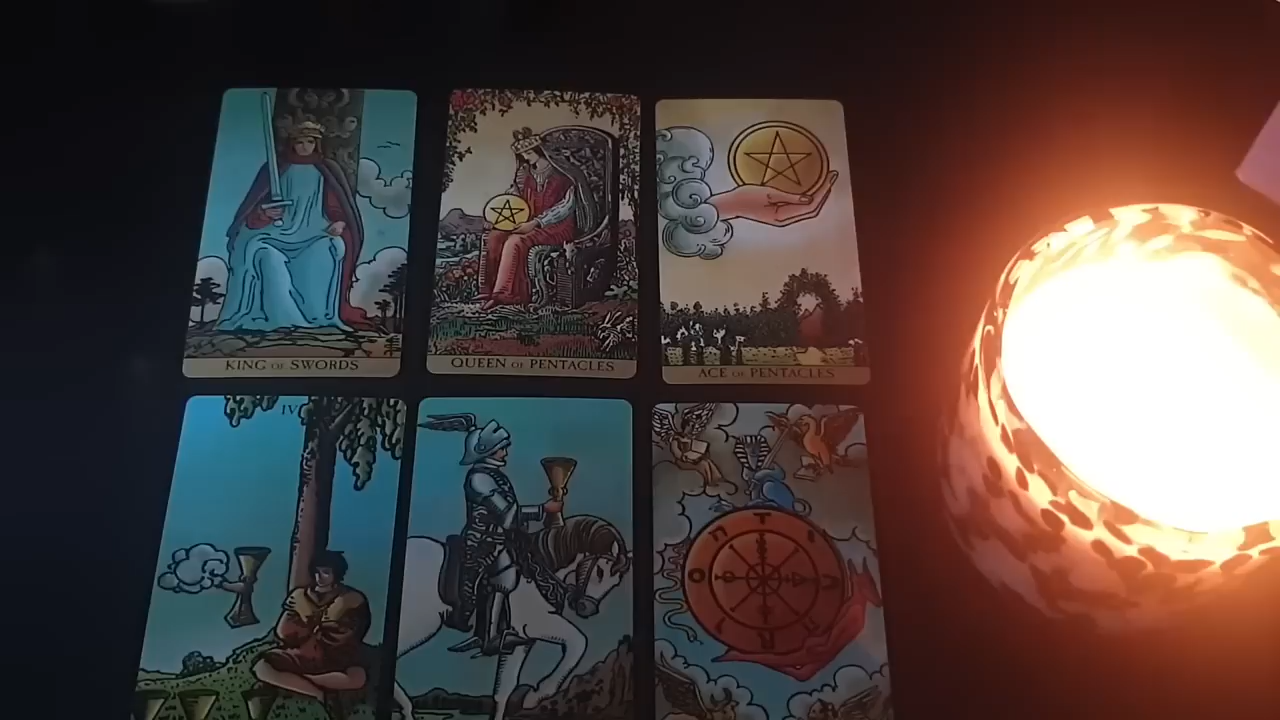 KING OF SWORDS
QUEEN OF PENTACLES
ACE OF PENTACLES
IV
T